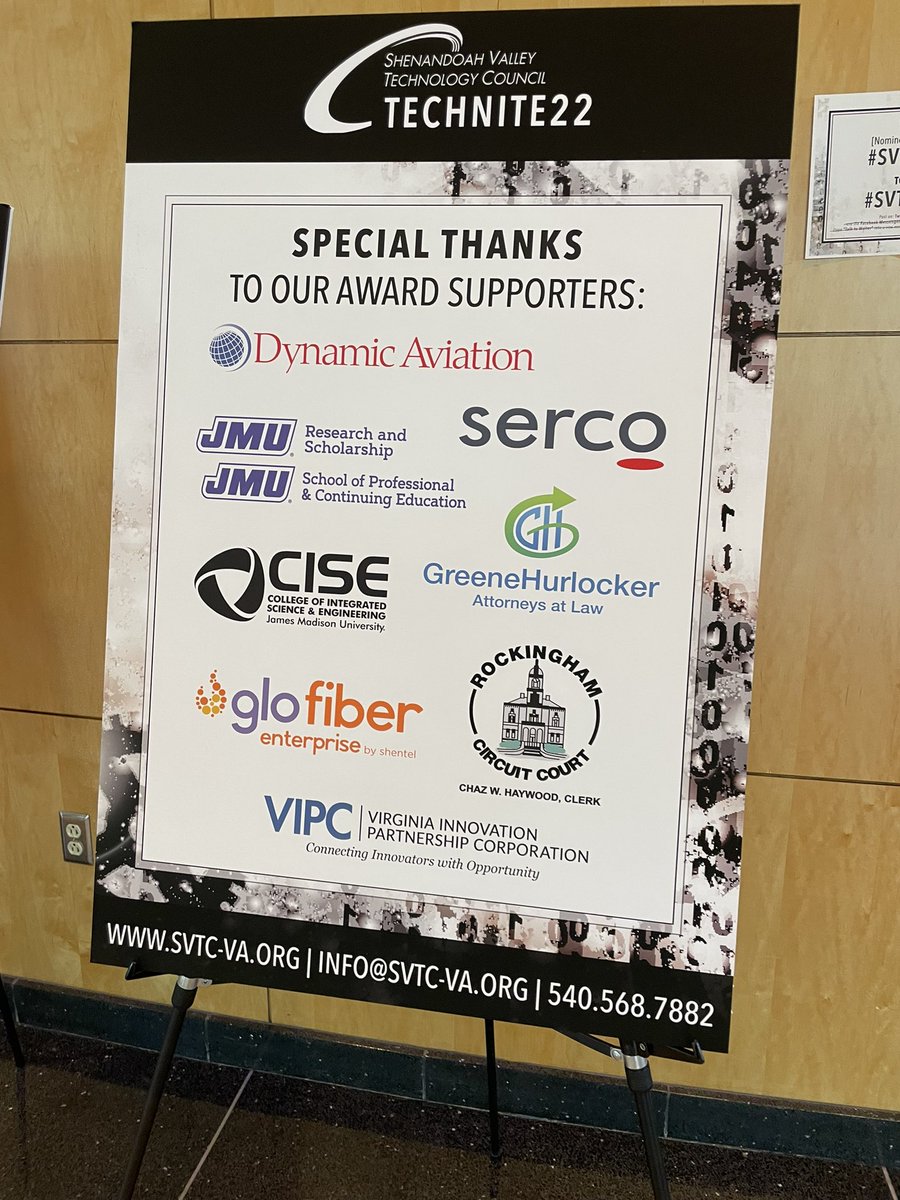 SHENANDOAH VALLEY
TECHNOLOGY COUNCIL
TECHNITE22
SPECIAL THANKS
TO OUR AWARD SUPPORTERS:
Dynamic Aviation
JMU® Research and
Scholarship
serco
JMU® School of Professional
& Continuing Education
GH
GreeneHurlocker
Attorneys at Law
CISE
COLLEGE OF INTEGRATED
SCIENCE & ENGINEERING
James Madison University.
glo fiber
enterprise by shentel
ROCKINGHAM
CIRCUIT COURT
CHAZ W. HAYWOOD, CLERK
VIPC VIRGINIA INNOVATION
PARTNERSHIP CORPORATION
Connecting Innovators with Opportunity
WWW.SVTC-VA.ORG | INFO@SVTC-VA.ORG | 540.568.7882
[Nomin
#SV
#SVT